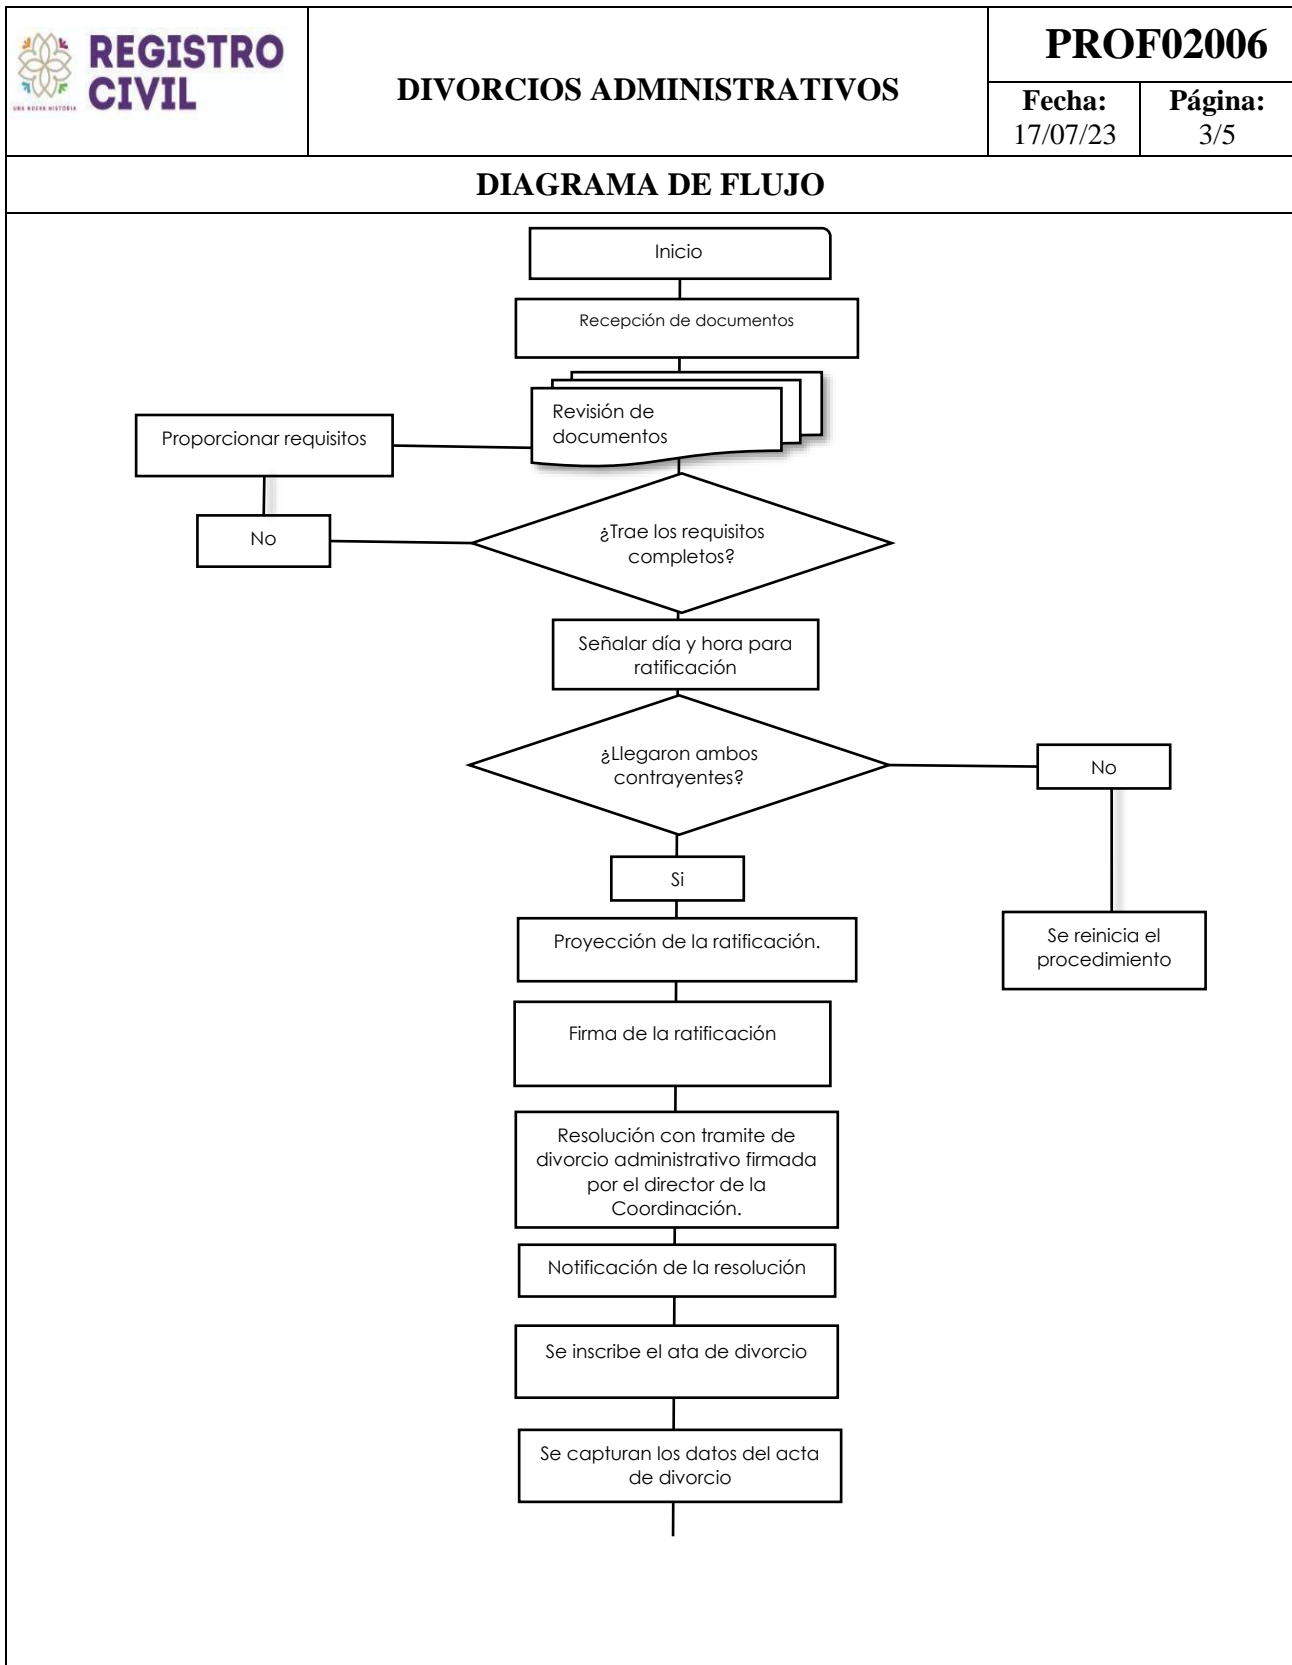 REGISTRO
CIVIL
UNA NUEVA HISTORIA
DIVORCIOS ADMINISTRATIVOS
PROF02006
Fecha:
17/07/23
Página:
3/5
DIAGRAMA DE FLUJO
Inicio
Recepción de documentos
Revisión de
documentos
Proporcionar requisitos
No
¿Trae los requisitos
completos?
Señalar día y hora para
ratificación
¿Llegaron ambos
contrayentes?
No
Si
Proyección de la ratificación.
Se reinicia el
procedimiento
Firma de la ratificación
Resolución con tramite de
divorcio administrativo firmada
por el director de la
Coordinación.
Notificación de la resolución
Se inscribe el ata de divorcio
Se capturan los datos del acta
de divorcio